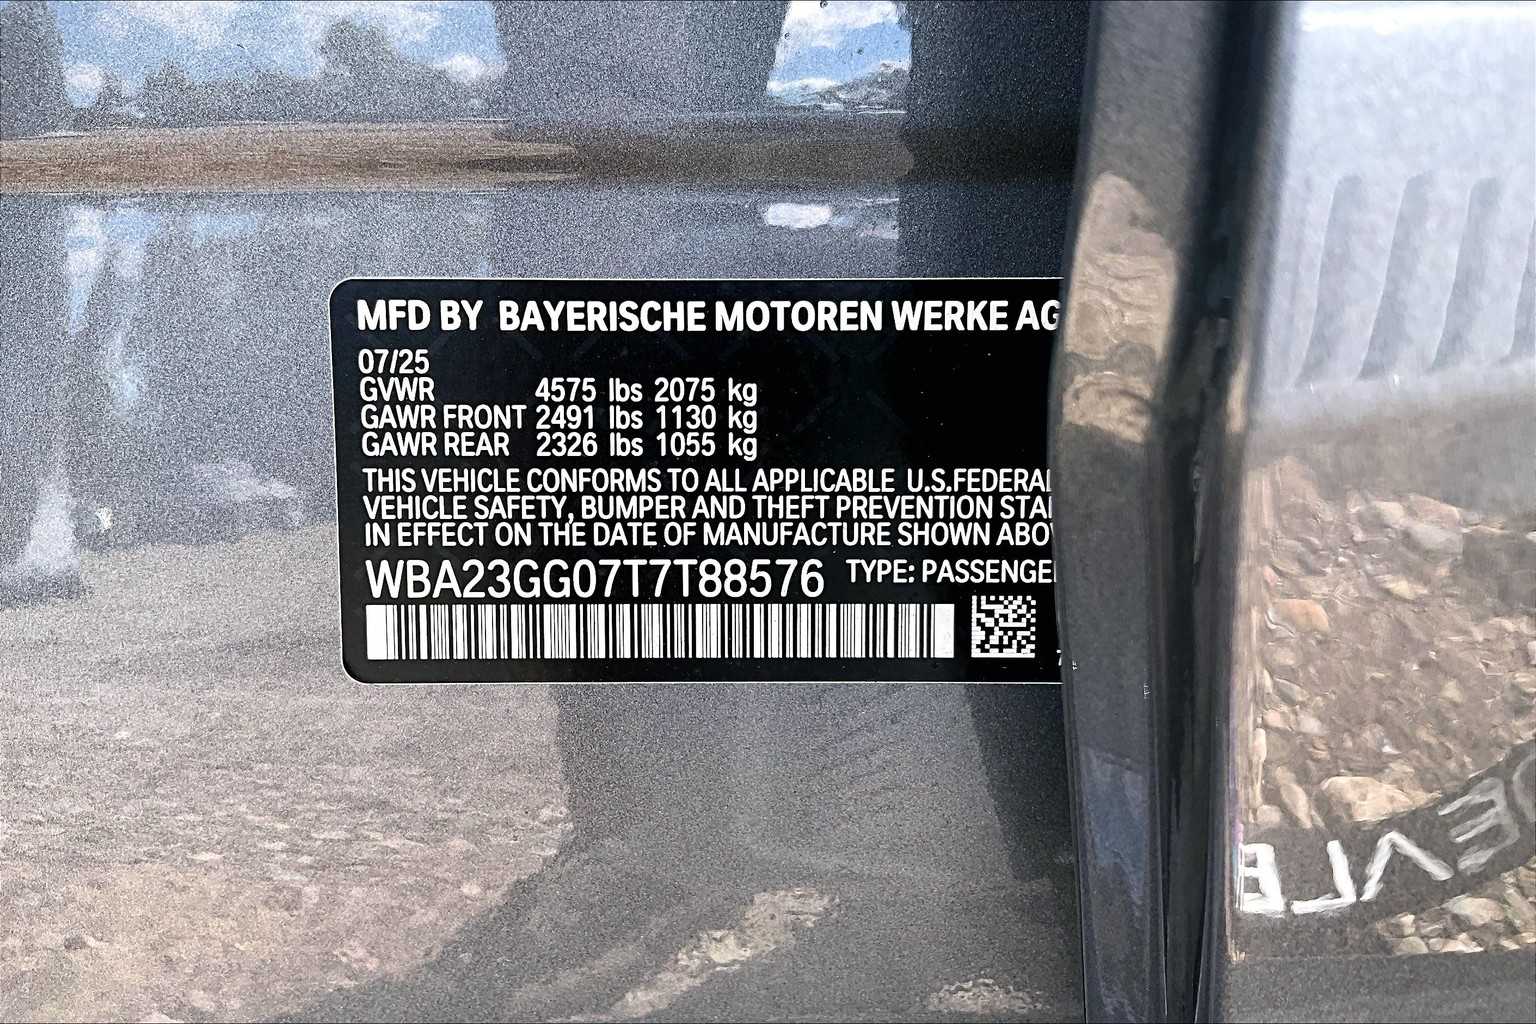 MFD BY BAYERISCHE MOTOREN WERKE AG
07/25
GVWR 4575 lbs 2075 kg
GAWR FRONT 2491 lbs 1130 kg
GAWR REAR 2326 lbs 1055 kg
THIS VEHICLE CONFORMS TO ALL APPLICABLE U.S.FEDERAL
VEHICLE SAFETY, BUMPER AND THEFT PREVENTION STA
IN EFFECT ON THE DATE OF MANUFACTURE SHOWN ABO
WBA23GG07T7T88576 TYPE: PASSENGE